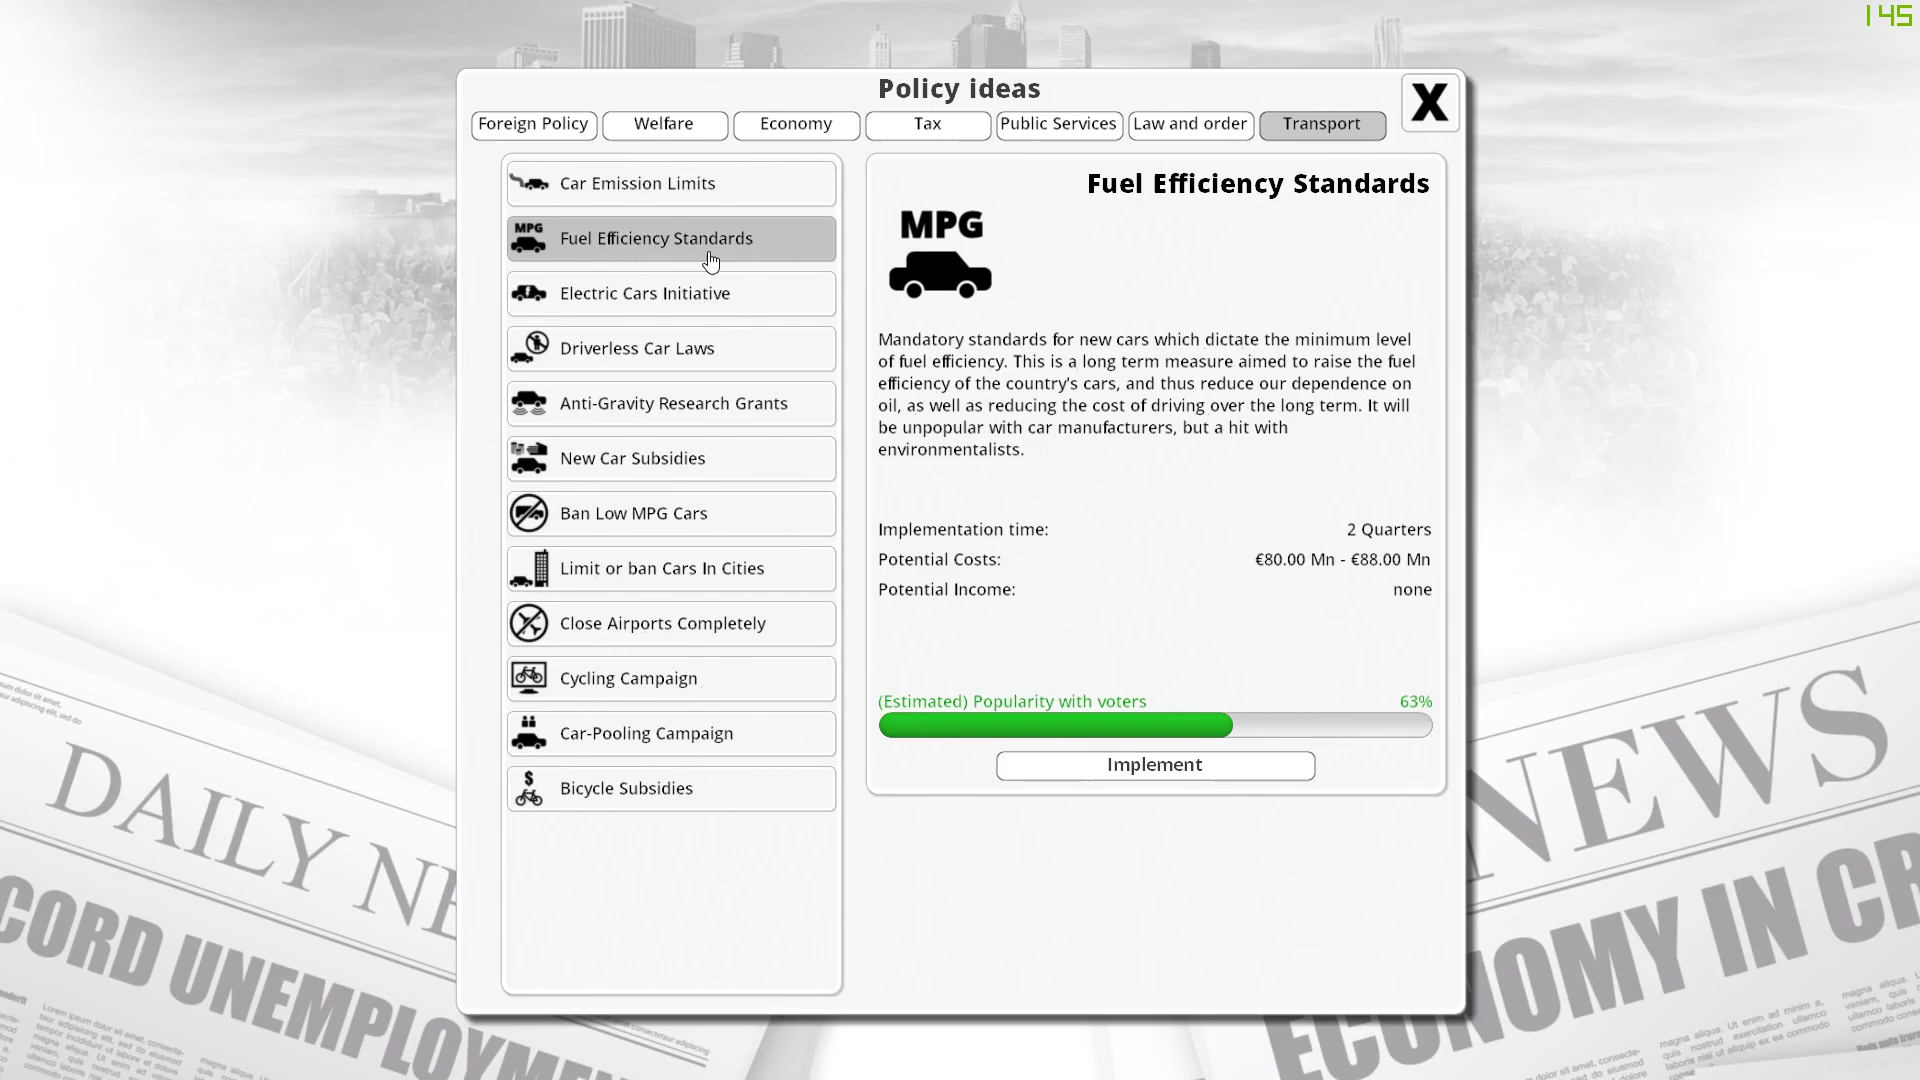 145
Policy ideas
X
Foreign Policy
Welfare
Economy
Tax
Public Services
Law and order
Transport
Car Emission Limits
MPG
Fuel Efficiency Standards
Electric Cars Initiative
Driverless Car Laws
Anti-Gravity Research Grants
New Car Subsidies
Ban Low MPG Cars
Limit or ban Cars In Cities
Close Airports Completely
Cycling Campaign
Car-Pooling Campaign
$
Bicycle Subsidies
Fuel Efficiency Standards
MPG
Mandatory standards for new cars which dictate the minimum level
of fuel efficiency. This is a long term measure aimed to raise the fuel
efficiency of the country's cars, and thus reduce our dependence on
oil, as well as reducing the cost of driving over the long term. It will
be unpopular with car manufacturers, but a hit with
environmentalists.
Implementation time: 2 Quarters
Potential Costs: €80.00 Mn - €88.00 Mn
Potential Income: none
(Estimated) Popularity with voters 63%
Implement
DAILY NE
CORD UNEMPLOYME
NEWS
ECONOMY IN CR